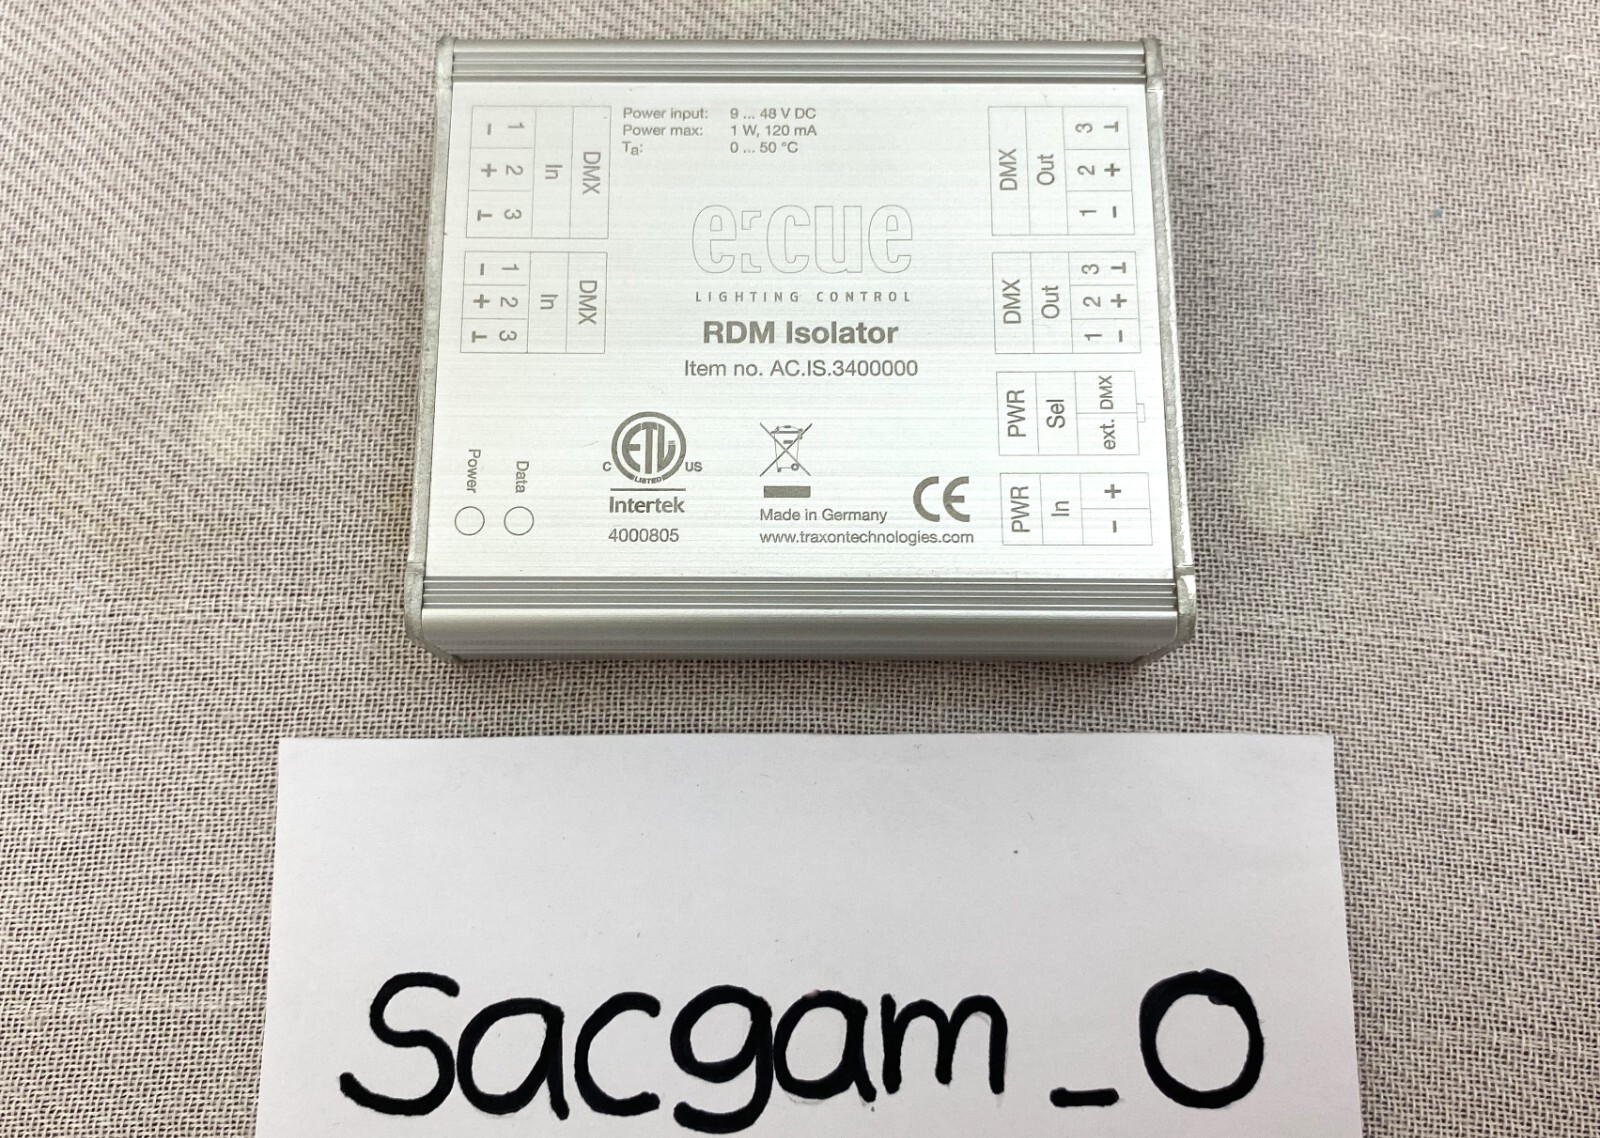 Power input: 9 ... 48 V DC
Power max: 1 W, 120 mA
Ta: 0 ... 50 °C
DMX
In
1 2 3
- + ⊥
DMX
In
1 2 3
- + ⊥
e:cue
LIGHTING CONTROL
RDM Isolator
Item no. AC.IS.3400000
DMX
Out
1 2 3
- + ⊥
DMX
Out
1 2 3
- + ⊥
PWR
Sel
ext. DMX
PWR
In
- +
Power
Data
ETL
LISTED
C US
Intertek
4000805
CE
Made in Germany
www.traxontechnologies.com
Sacgam_O